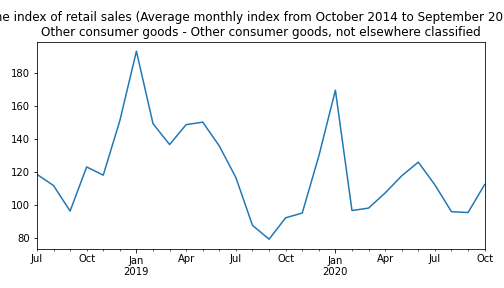 index of retail sales (Average monthly index from October 2014 to September
Other consumer goods - Other consumer goods, not elsewhere classified
180
160
140
120
100
80
Jul
Oct
Jan
2019
Apr
Jul
Oct
Jan
2020
Apr
Jul
Oct